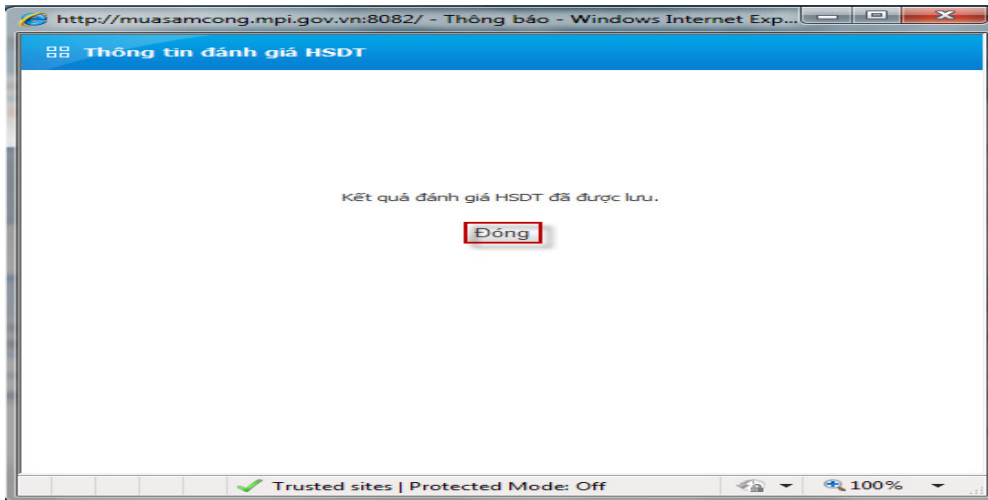 http://muasamcong.mpi.gov.vn:8082/ - Thông báo - Windows Internet Exp...
Thông tin đánh giá HSDT
Kết quả đánh giá HSDT đã được lưu.
Đóng
Trusted sites | Protected Mode: Off
100%